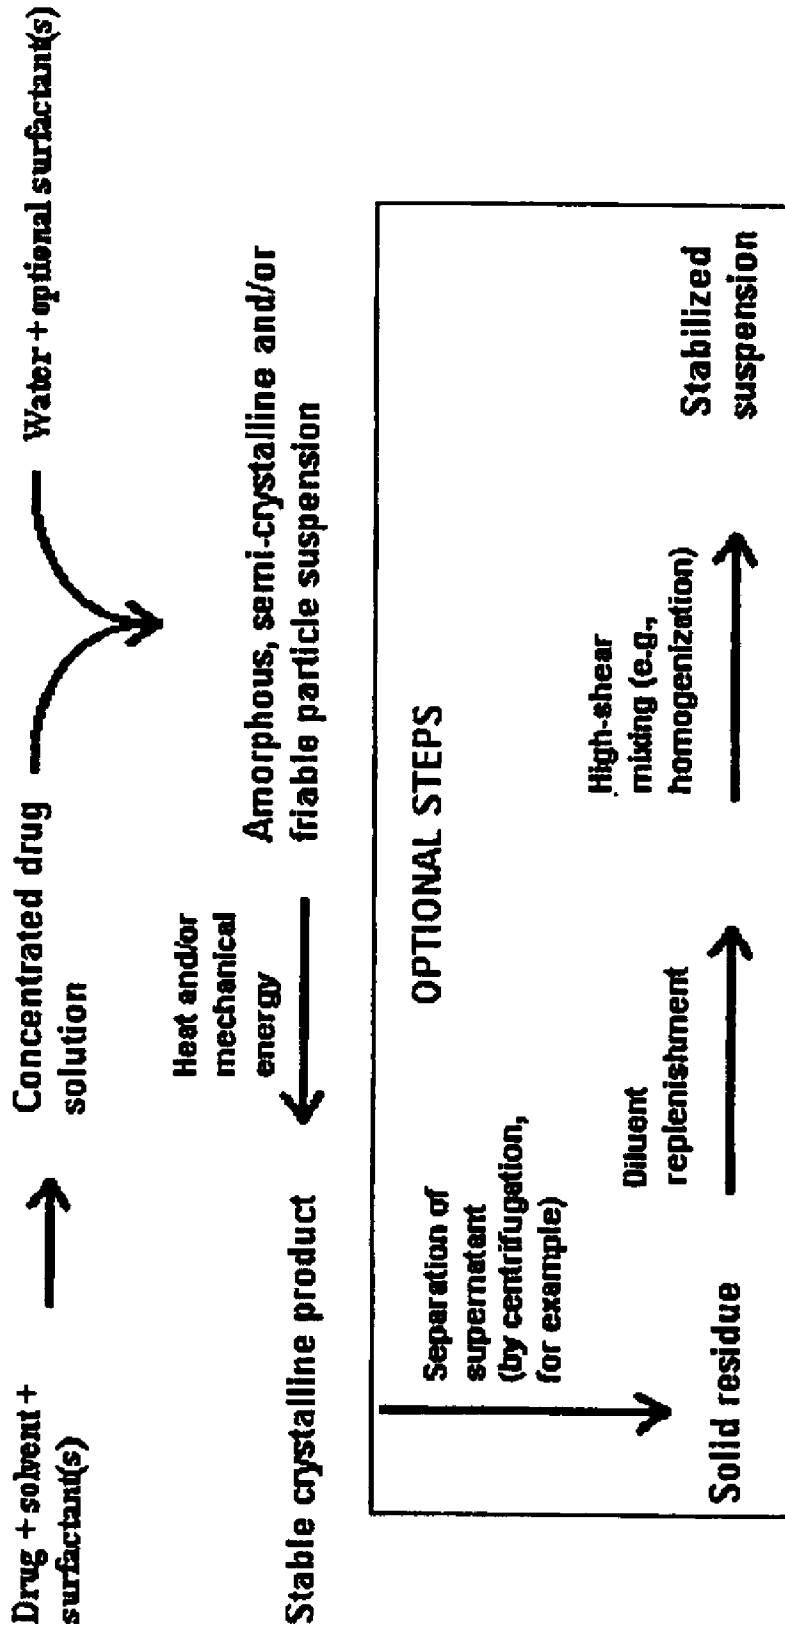 Drug + solvent +
surfactant(s)
Concentrated drug
solution
Water + optional surfactant(s)
Amorphous, semi-crystalline and/or
friable particle suspension
Heat and/or
mechanical
energy
Stable crystalline product
OPTIONAL STEPS
Separation of
supernatant
(by centrifugation,
for example)
Solid residue
Diluent
replenishment
High-shear
mixing (e.g.,
homogenization)
Stabilized
suspension